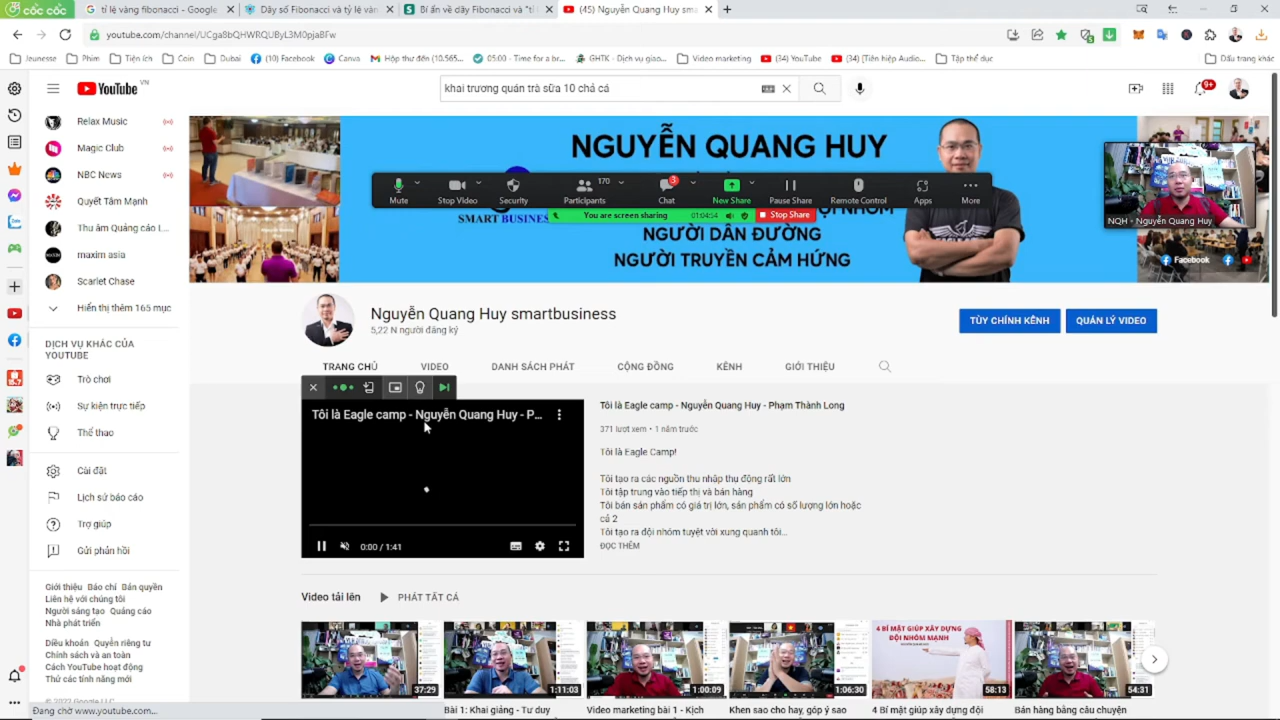 cốc cốc
tỉ lệ vàng fibonacci - Google
Dãy số Fibonacci và tỷ lệ vàn
Bí ẩn về dãy Fibonacci và "tỉ
(45) Nguyễn Quang Huy sma
youtube.com/channel/UCga8bQHWRQUByL3M0pjaBFw
Jeunesse
Phim
Tiện ích
Coin
Dubai
(10) Facebook
Canva
Hộp thư đến (10.565...
05:00 - Time for a br...
GHTK - Dịch vụ giao...
Video marketing
(34) YouTube
(34) [Tiền hiệp Audio...
Tập thể dục
Dấu trang khác
YouTube VN
khai trương quán trà sữa 10 chả cá
9+
Relax Music
Magic Club
NBC News
Quyết Tâm Mạnh
Thu âm Quảng cáo L...
maxim asia
Scarlet Chase
Hiển thị thêm 165 mục
DỊCH VỤ KHÁC CỦA
YOUTUBE
Trò chơi
Sự kiện trực tiếp
Thể thao
Cài đặt
Lịch sử báo cáo
Trợ giúp
Gửi phản hồi
Giới thiệu Báo chí Bản quyền
Liên hệ với chúng tôi
Người sáng tạo Quảng cáo
Nhà phát triển
Điều khoản Quyền riêng tư
Chính sách và an toàn
Cách YouTube hoạt động
Thử các tính năng mới
© 2022 Google LLC
Đang chờ www.youtube.com...
NGUYỄN QUANG HUY
Mute
Stop Video
Security
Participants
170
Chat
3
New Share
Pause Share
Remote Control
Apps
More
You are screen sharing
01:04:54
Stop Share
SMART BUSINES
ỘI NHÓM
NGƯỜI DẪN ĐƯỜNG
NGƯỜI TRUYỀN CẢM HỨNG
NQH - Nguyễn Quang Huy
Facebook
Nguyễn Quang Huy smartbusiness
5,22 N người đăng ký
TÙY CHỈNH KÊNH
QUẢN LÝ VIDEO
TRANG CHỦ
VIDEO
DANH SÁCH PHÁT
CỘNG ĐỒNG
KÊNH
GIỚI THIỆU
Tôi là Eagle camp - Nguyễn Quang Huy - P...
0:00 / 1:41
Tôi là Eagle camp - Nguyễn Quang Huy - Phạm Thành Long
371 lượt xem • 1 năm trước
Tôi là Eagle Camp!
Tôi tạo ra các nguồn thu nhập thụ động rất lớn
Tôi tập trung vào tiếp thị và bán hàng
Tôi bán sản phẩm có giá trị lớn, sản phẩm có số lượng lớn hoặc
cả 2
Tôi tạo ra đội nhóm tuyệt vời xung quanh tôi...
ĐỌC THÊM
Video tải lên
PHÁT TẤT CẢ
37:29
1:11:03
1:00:09
1:06:30
4 BÍ MẬT GIÚP XÂY DỰNG
ĐỘI NHÓM MẠNH
58:13
54:31
Bài 1: Khai giảng - Tư duy
Video marketing bài 1 - Kịch
Khen sao cho hay, góp ý sao
4 Bí mật giúp xây dựng đội
Bán hàng bằng câu chuyện